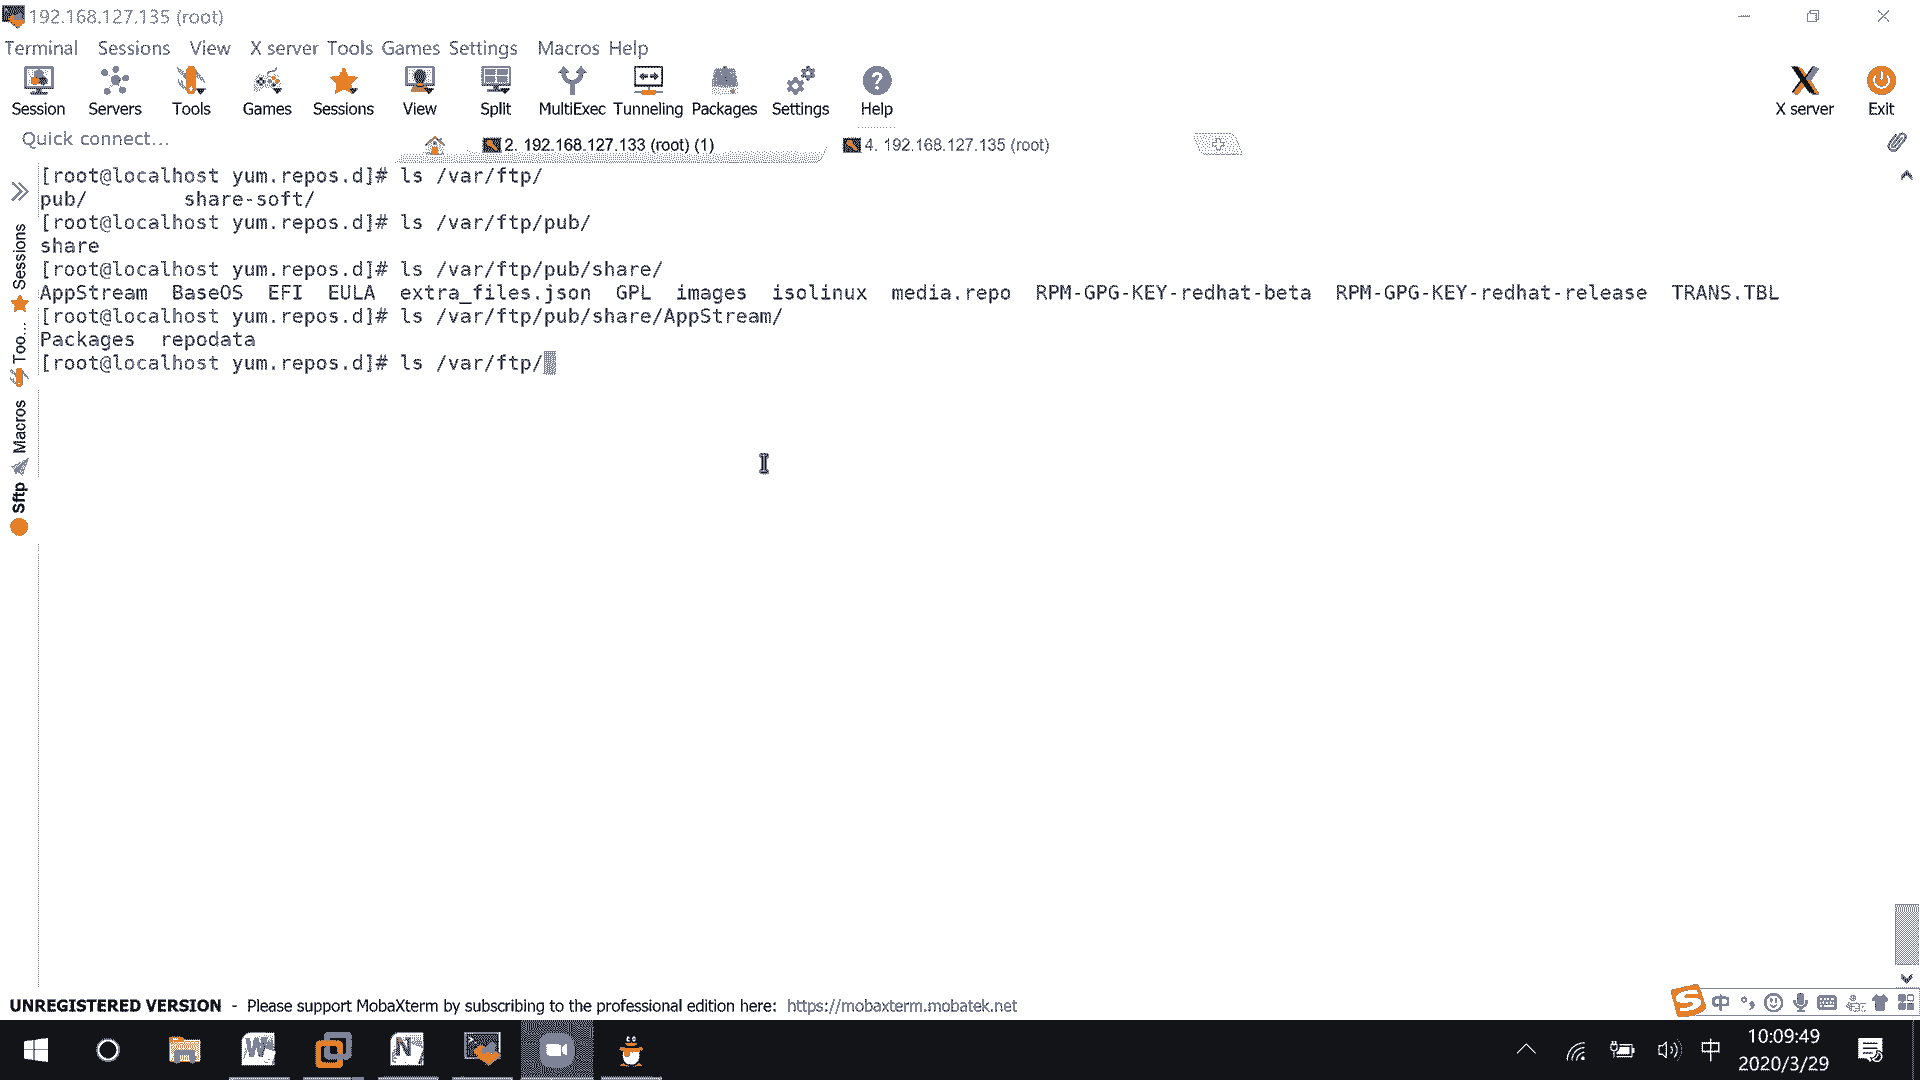 192.168.127.135 (root)
Terminal Sessions View X server Tools Games Settings Macros Help
Session Servers Tools Games Sessions View Split MultiExec Tunneling Packages Settings Help X server Exit
Quick connect...
2. 192.168.127.133 (root) (1)
4. 192.168.127.135 (root)
[root@localhost yum.repos.d]# ls /var/ftp/
pub/ share-soft/
[root@localhost yum.repos.d]# ls /var/ftp/pub/
share
[root@localhost yum.repos.d]# ls /var/ftp/pub/share/
AppStream BaseOS EFI EULA extra_files.json GPL images isolinux media.repo RPM-GPG-KEY-redhat-beta RPM-GPG-KEY-redhat-release TRANS.TBL
[root@localhost yum.repos.d]# ls /var/ftp/pub/share/AppStream/
Packages repodata
[root@localhost yum.repos.d]# ls /var/ftp/
Sessions
Too...
Macros
Sftp
UNREGISTERED VERSION - Please support MobaXterm by subscribing to the professional edition here: https://mobaxterm.mobatek.net
中
中
10:09:49
2020/3/29